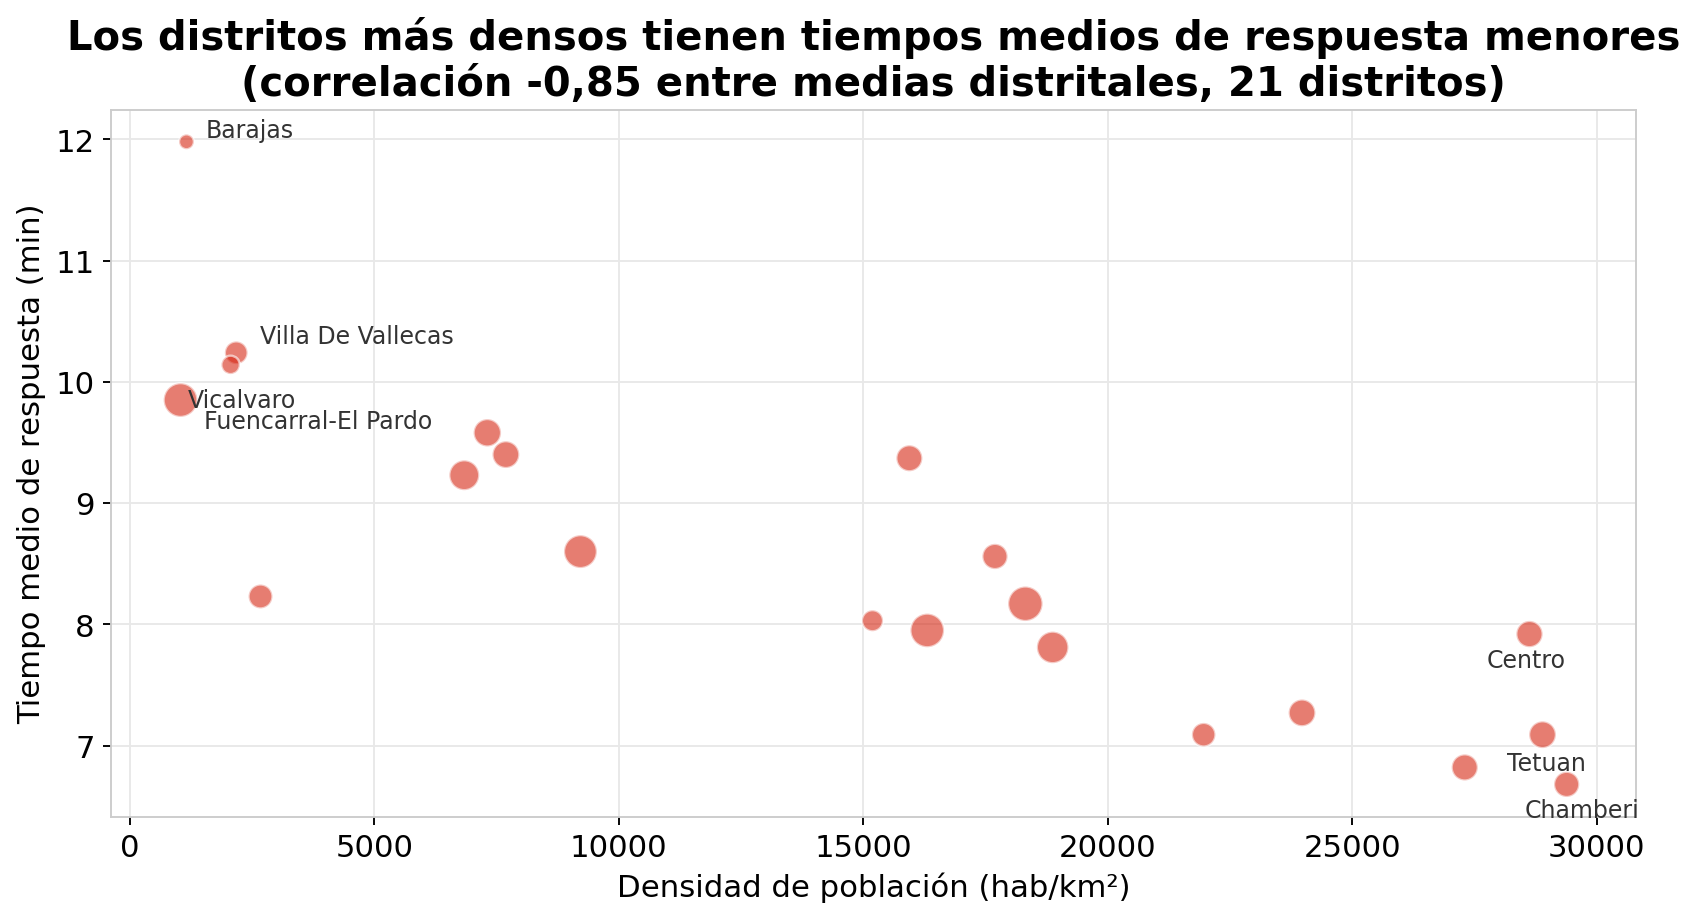 Los distritos más densos tienen tiempos medios de respuesta menores
(correlación -0,85 entre medias distritales, 21 distritos)
Tiempo medio de respuesta (min)
12
11
10
9
8
7
Barajas
Villa De Vallecas
Vicalvaro
Fuencarral-El Pardo
Centro
Tetuan
Chamberi
0
5000
10000
15000
20000
25000
30000
Densidad de población (hab/km²)